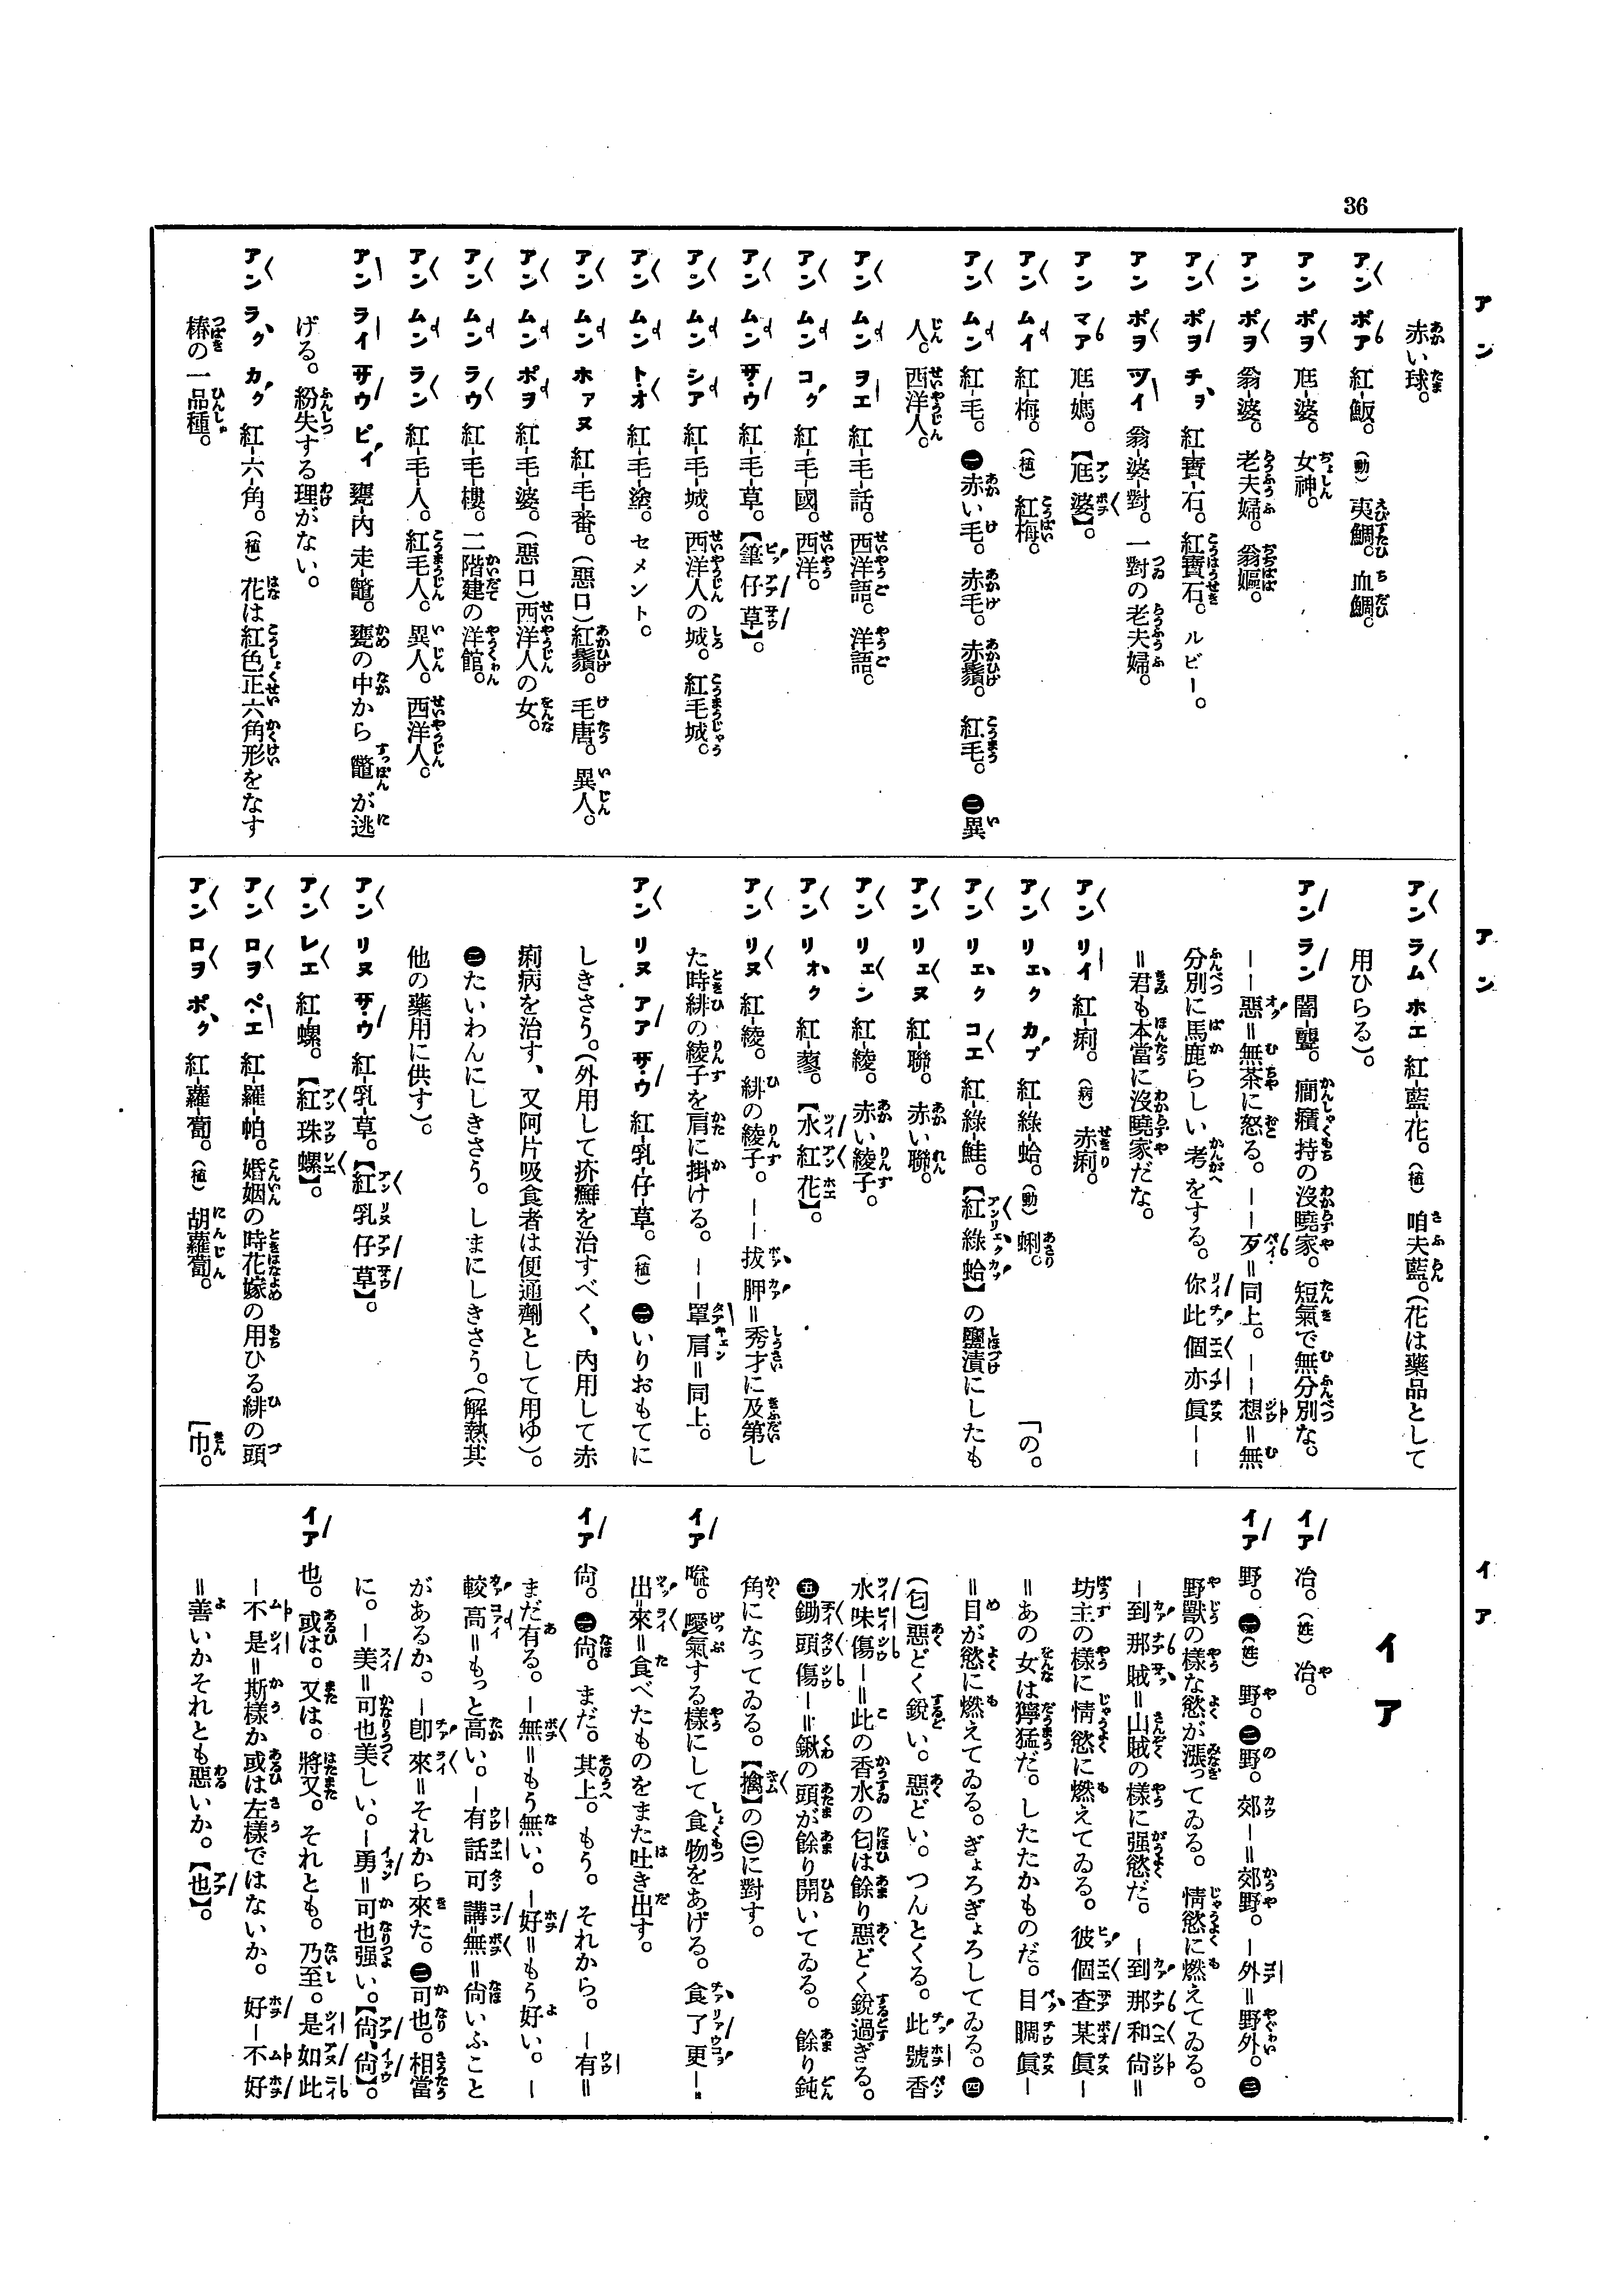 36
アン
アン
イア
赤い球。
アン ポア 紅-飯。(動) 夷鯛。血鯛。
アン ポヲ 尫-婆。女神。
アン ポヲ 翁-婆。老夫婦。翁嫗。
アン ポヲ チョ 紅-寶-石。紅寶石。ルビー。
アン ポヲ ツイ 翁-婆-對。一對の老夫婦。
アン マア 尫-媽。【尫婆】。
アン ムイ 紅-梅。(植) 紅梅。
アン ムン 紅-毛。㊀赤い毛。赤毛。赤鬚。紅毛。㊁異
人。西洋人。
アン ムン ヲエ 紅-毛-話。西洋語。洋語。
アン ムン コク 紅-毛-國。西洋。
アン ムン サウ 紅-毛-草。【筆仔草】。
アン ムン シア 紅-毛-城。西洋人の城。紅毛城。
アン ムン トオ 紅-毛-塗。セメント。
アン ムン ホァヌ 紅-毛-番。(惡口)紅鬚。毛唐。異人。
アン ムン ポヲ 紅-毛-婆。(惡口)西洋人の女。
アン ムン ラウ 紅-毛-樓。二階建の洋館。
アン ムン ラン 紅-毛-人。紅毛人。異人。西洋人。
アン ライ サウ ピイ 甕-內 走-鼈。甕の中から鼈が逃
げる。紛失する理がない。
アン ラク カク 紅-六-角。(植) 花は紅色正六角形をなす
椿の一品種。
アン ラム ホエ 紅-藍-花。(植) 咱夫藍。(花は藥品として
用ひらる)。
アン ラン 闇-䢔。癇癪持の沒曉家。短氣で無分別な。
――惡=無茶に怒る。――歹=同上。――想=無
分別に馬鹿らしい考をする。你此個亦眞――
=君も本當に沒曉家だな。
アン リイ 紅-痢。(病) 赤痢。
アン リェク カプ 紅-綠-蛤。(動) 蜊。
アン リェク コエ 紅-綠-鮭。【紅綠蛤】の鹽漬にしたも
「の。
アン リェヌ 紅-聯。赤い聯。
アン リェン 紅-綾。赤い綾子。
アン リオク 紅-蓼。【水紅花】。
アン リヌ 紅-綾。緋の綾子。――拔胛=秀才に及第し
た時緋の綾子を肩に掛ける。――罩肩=同上。
アン リヌ アア サウ 紅-乳-仔-草。(植) ㊀いりおもてに
しきさう。(外用して疥癬を治すべく、內用して赤
痢病を治す、又阿片吸食者は便通劑として用ゆ)。
㊁たいわんにしきさう。しまにしきさう。(解熱其
他の藥用に供す)。
アン リヌ サウ 紅-乳-草。【紅乳仔草】。
アン レエ 紅-螺。【紅珠螺】。
アン ロヲ ペエ 紅-羅-帕。婚姻の時花嫁の用ひる緋の頭
「巾。
アン ロヲ ポク 紅-蘿-蔔。(植) 胡蘿蔔。
イア
イア 冶。(姓) 冶。
イア 野。㊀(姓) 野。㊁野。郊―=郊野。―外=野外。㊂
野獸の樣な慾が漲ってゐる。情慾に燃えてゐる。
―到那賊=山賊の樣に强慾だ。―到那和尙=
坊主の樣に情慾に燃えてゐる。彼個査某眞―
=あの女は獰猛だ。したたかものだ。目睭眞―
=目が慾に燃えてゐる。ぎょろぎょろしてゐる。㊃
(匂)惡どく銳い。惡どい。つんとくる。此號香
水味傷―=此の香水の匂は餘り惡どく銳過ぎる。
㊄鋤頭傷―=鍬の頭が餘り開いてゐる。餘り鈍
角になってゐる。【擒】の㊁に對す。
イア 嗌。噯氣する樣にして食物をあげる。食了更―
出來=食べたものをまた吐き出す。
イア 尙。㊀尙。まだ。其上。もう。それから。―有=
まだ有る。―無=もう無い。―好=もう好い。―
較高=もっと高い。―有話可講無=尙いふこと
があるか。―卽來=それから來た。㊁可也。相當
に。―美=可也美しい。―勇=可也强い。【尙、尙】。
イア 也。或は。又は。將又。それとも。乃至。是如此
―不是=斯樣か或は左樣ではないか。好―不好
=善いかそれとも惡いか。【也】。